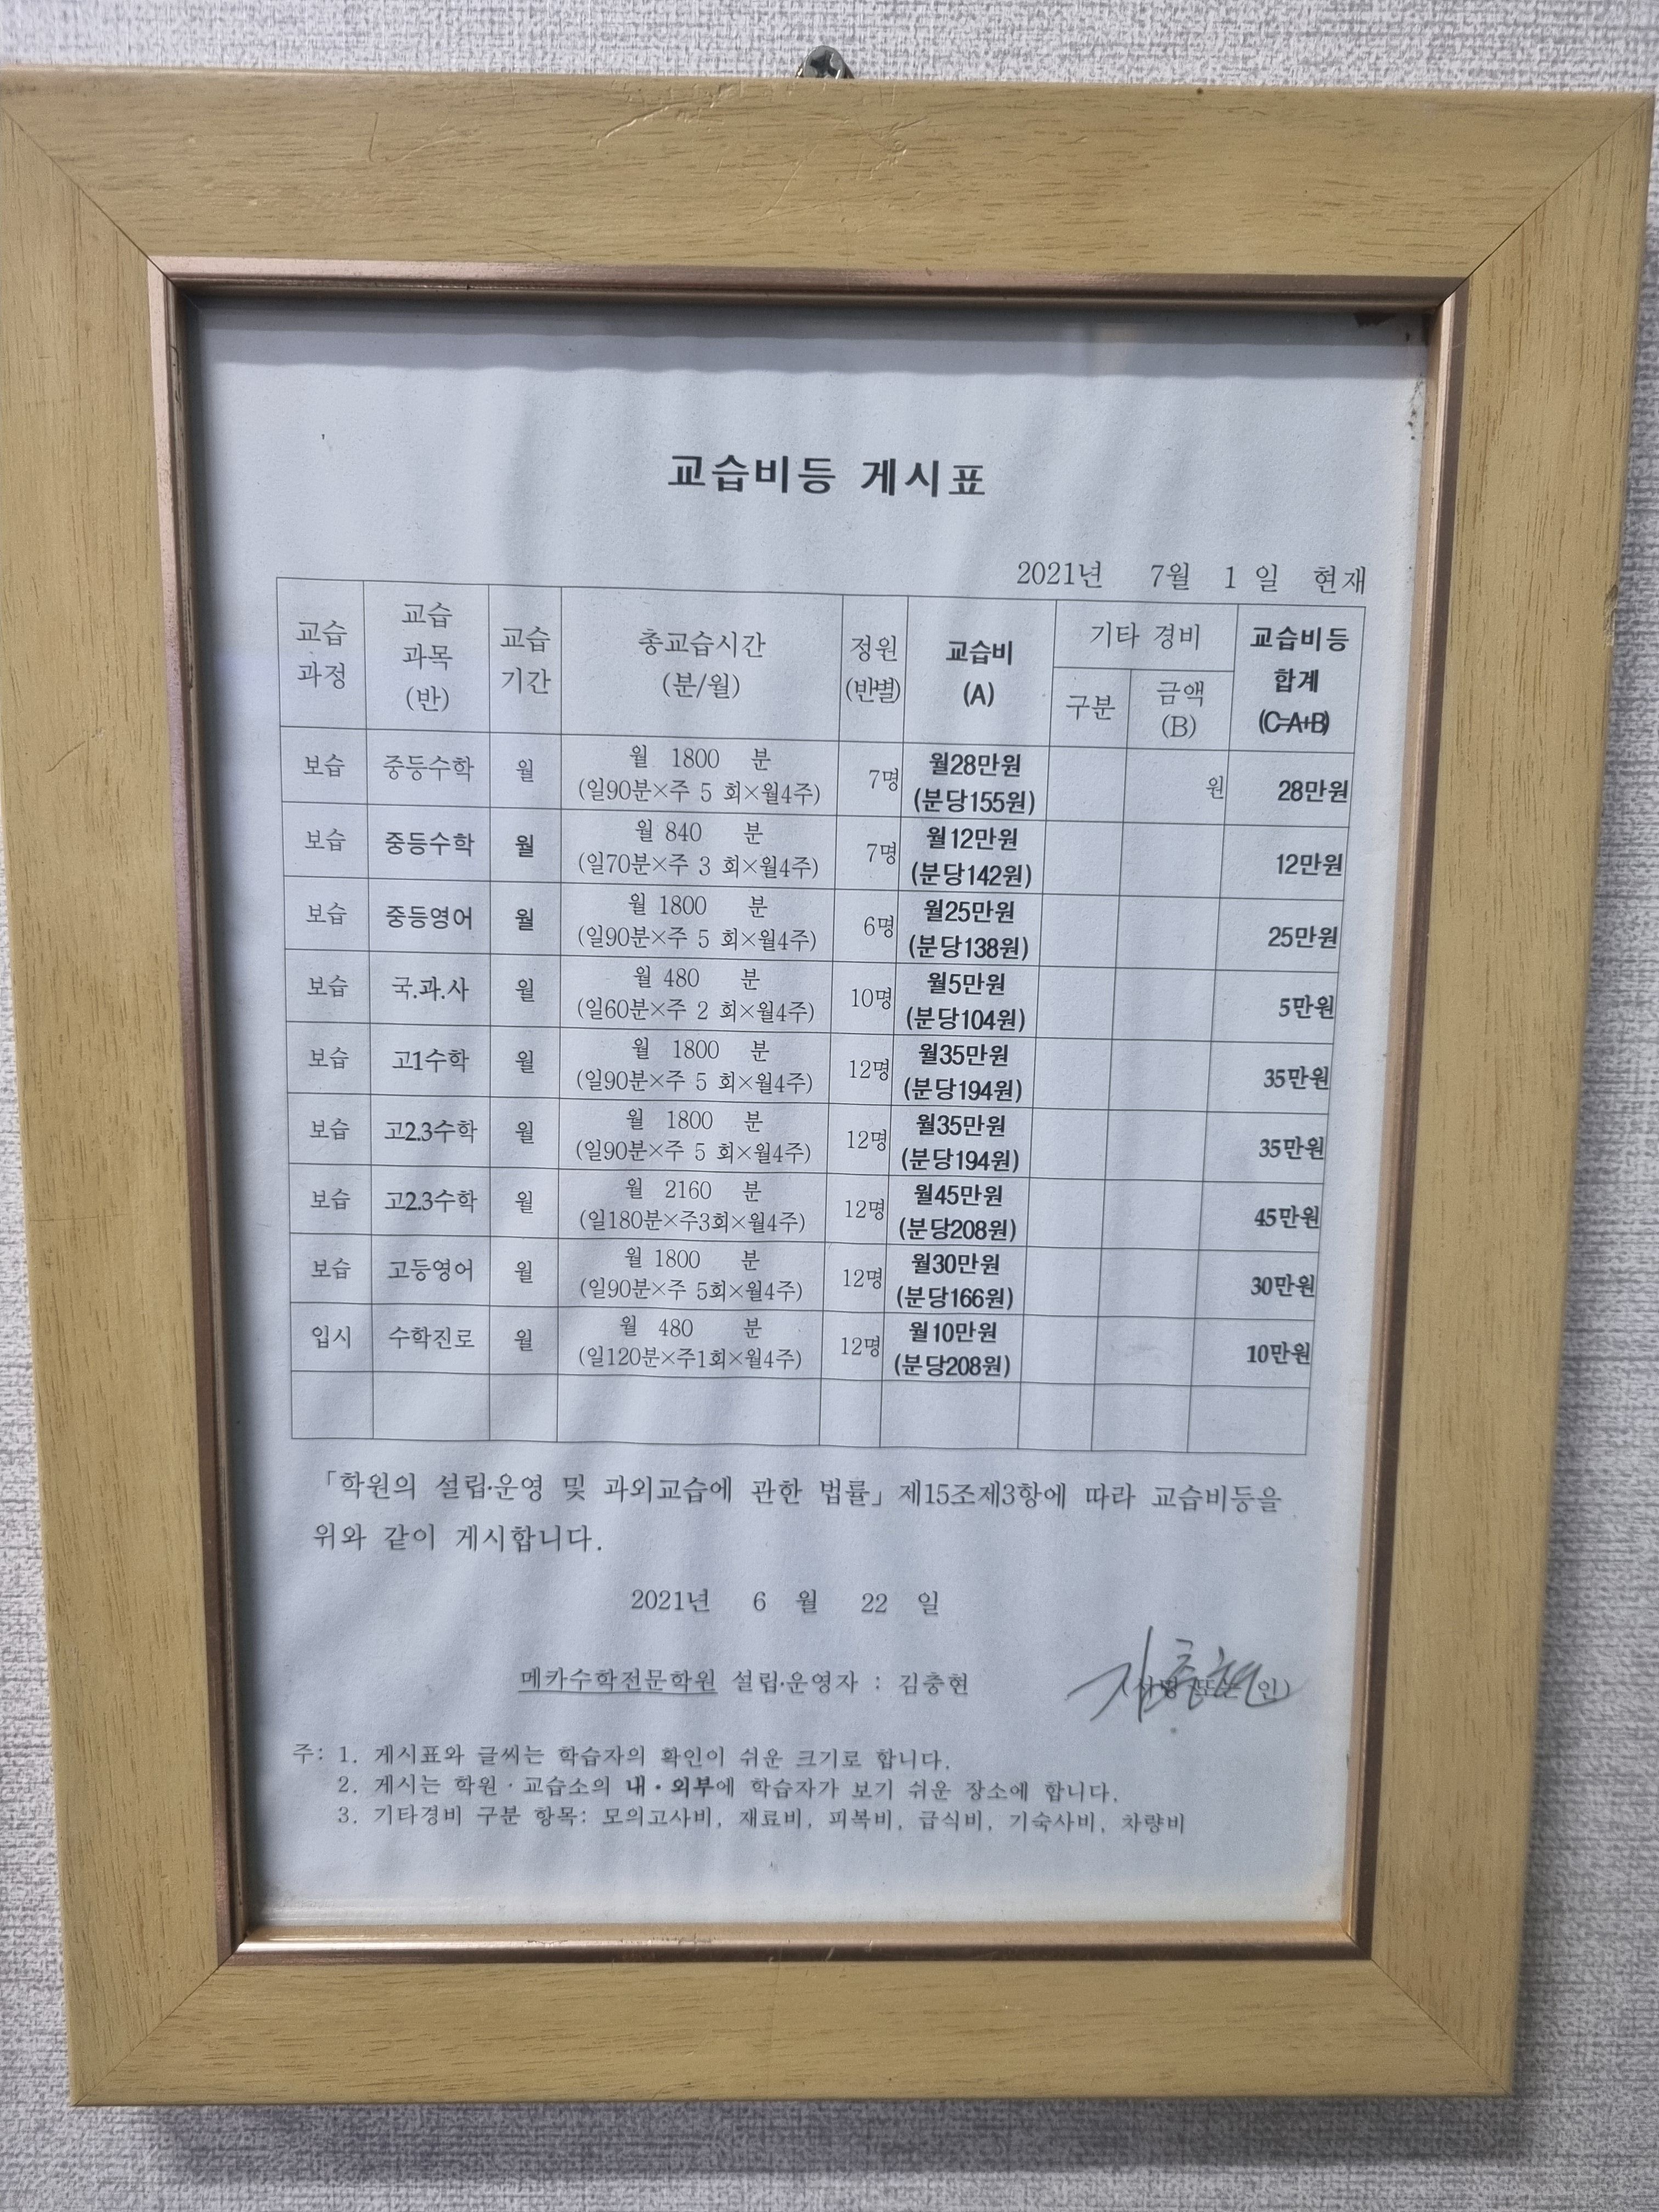 교습비등 게시표
2021년 7월 1 일 현재
교습 과정 교습 과목 (반) 교습 기간 총교습시간 (분/월) 정원 (반별) 교습비 (A) 기타 경비 구분 금액 (B) 교습비등 합계 (C=A+B)
보습 중등수학 월 월 1800 분 (일90분×주 5 회×월4주) 7명 월28만원 (분당155원) 원 28만원
보습 중등수학 월 월 840 분 (일70분×주 3 회×월4주) 7명 월12만원 (분당142원) 12만원
보습 중등영어 월 월 1800 분 (일90분×주 5 회×월4주) 6명 월25만원 (분당138원) 25만원
보습 국.과.사 월 월 480 분 (일60분×주 2 회×월4주) 10명 월5만원 (분당104원) 5만원
보습 고1수학 월 월 1800 분 (일90분×주 5 회×월4주) 12명 월35만원 (분당194원) 35만원
보습 고2.3수학 월 월 1800 분 (일90분×주 5 회×월4주) 12명 월35만원 (분당194원) 35만원
보습 고2.3수학 월 월 2160 분 (일180분×주3회×월4주) 12명 월45만원 (분당208원) 45만원
보습 고등영어 월 월 1800 분 (일90분×주 5회×월4주) 12명 월30만원 (분당166원) 30만원
입시 수학진로 월 월 480 분 (일120분×주1회×월4주) 12명 월10만원 (분당208원) 10만원
「학원의 설립·운영 및 과외교습에 관한 법률」제15조제3항에 따라 교습비등을
위와 같이 게시합니다.
2021년 6 월 22 일
메카수학전문학원 설립·운영자 : 김충현 김충현 인)
주: 1. 게시표와 글씨는 학습자의 확인이 쉬운 크기로 합니다.
2. 게시는 학원·교습소의 내·외부에 학습자가 보기 쉬운 장소에 합니다.
3. 기타경비 구분 항목: 모의고사비, 재료비, 피복비, 급식비, 기숙사비, 차량비